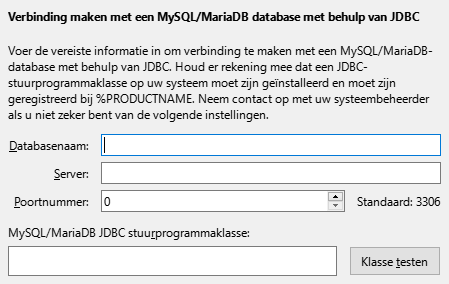 Verbinding maken met een MySQL/MariaDB database met behulp van JDBC
Voer de vereiste informatie in om verbinding te maken met een MySQL/MariaDB-
database met behulp van JDBC. Houd er rekening mee dat een JDBC-
stuurprogrammaklasse op uw systeem moet zijn geïnstalleerd en moet zijn
geregistreerd bij %PRODUCTNAME. Neem contact op met uw systeembeheerder
als u niet zeker bent van de volgende instellingen.
Databasenaam:
Server:
Poortnummer: 0 Standaard: 3306
MySQL/MariaDB JDBC stuurprogrammaklasse:
Klasse testen